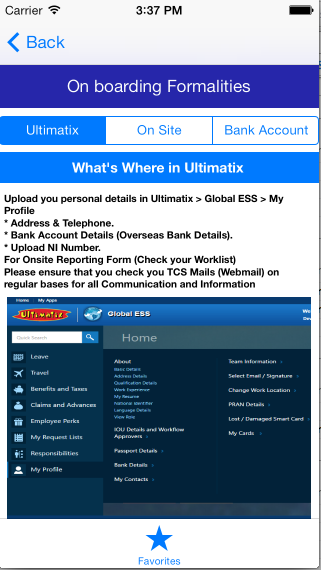 Carrier 3:37 PM
Back
On boarding Formalities
Ultimatix On Site Bank Account
What's Where in Ultimatix
Upload you personal details in Ultimatix > Global ESS > My
Profile
* Address & Telephone.
* Bank Account Details (Overseas Bank Details).
* Upload NI Number.
For Onsite Reporting Form (Check your Worklist)
Please ensure that you check you TCS Mails (Webmail) on
regular bases for all Communication and Information
Home My Apps
Ultimatix Global ESS We
Quick Search Home
Leave
Travel
Benefits and Taxes
Claims and Advances
Employee Perks
My Request Lists
Responsibilities
My Profile
About
Basic Details
Address Details
Qualification Details
Work Experience
My Resume
National Identifier
Language Details
View Role
IOU Details and Workflow
Approvers >
Passport Details >
Bank Details >
My Contacts >
Team Information >
Select Email / Signature >
Change Work Location >
PRAN Details >
Lost / Damaged Smart Card >
My Cards >
Favorites